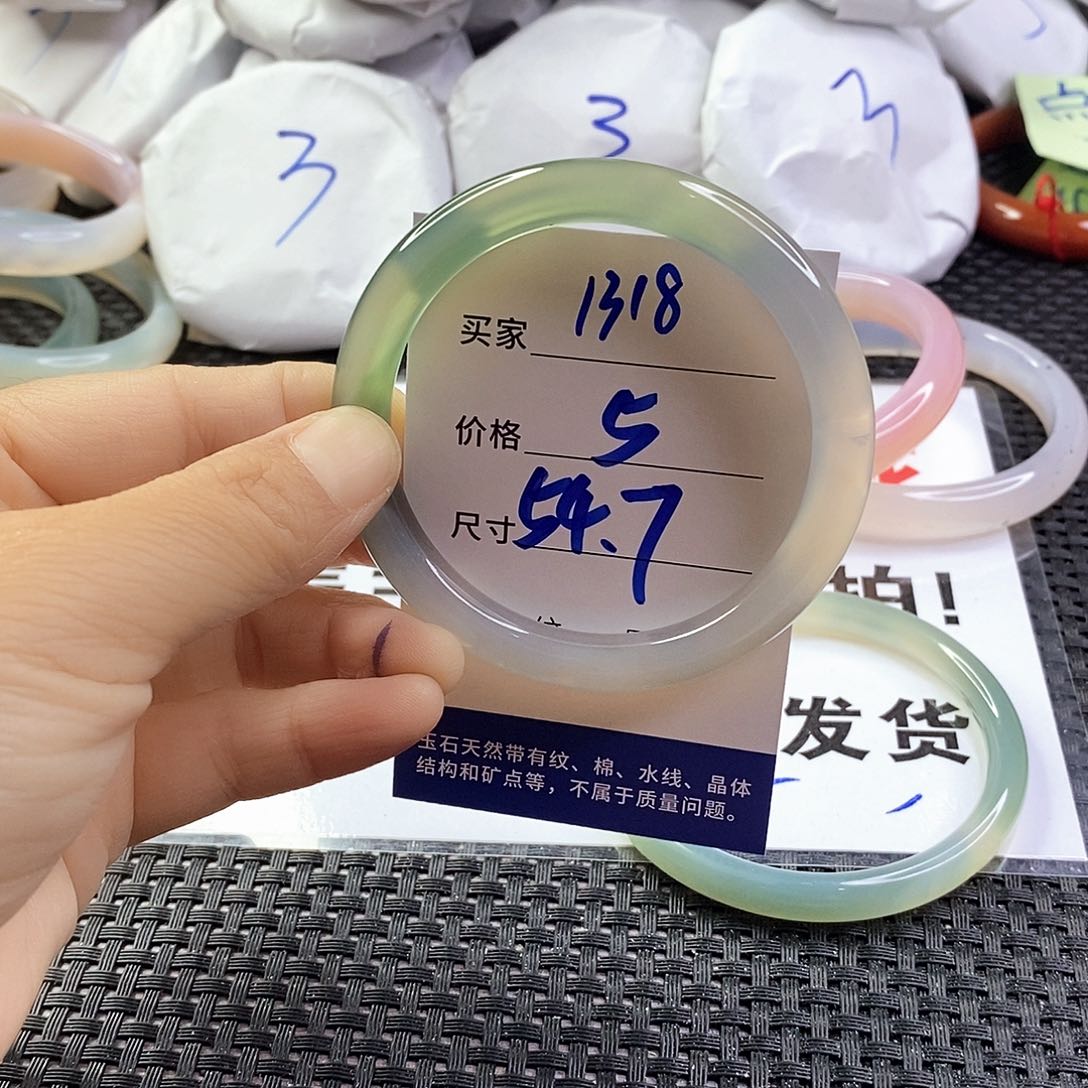 3
3
3
点
买家 1318
价格 5
尺寸 54.7
拍!
发货
玉石天然带有纹、棉、水线、晶体
结构和矿点等，不属于质量问题。